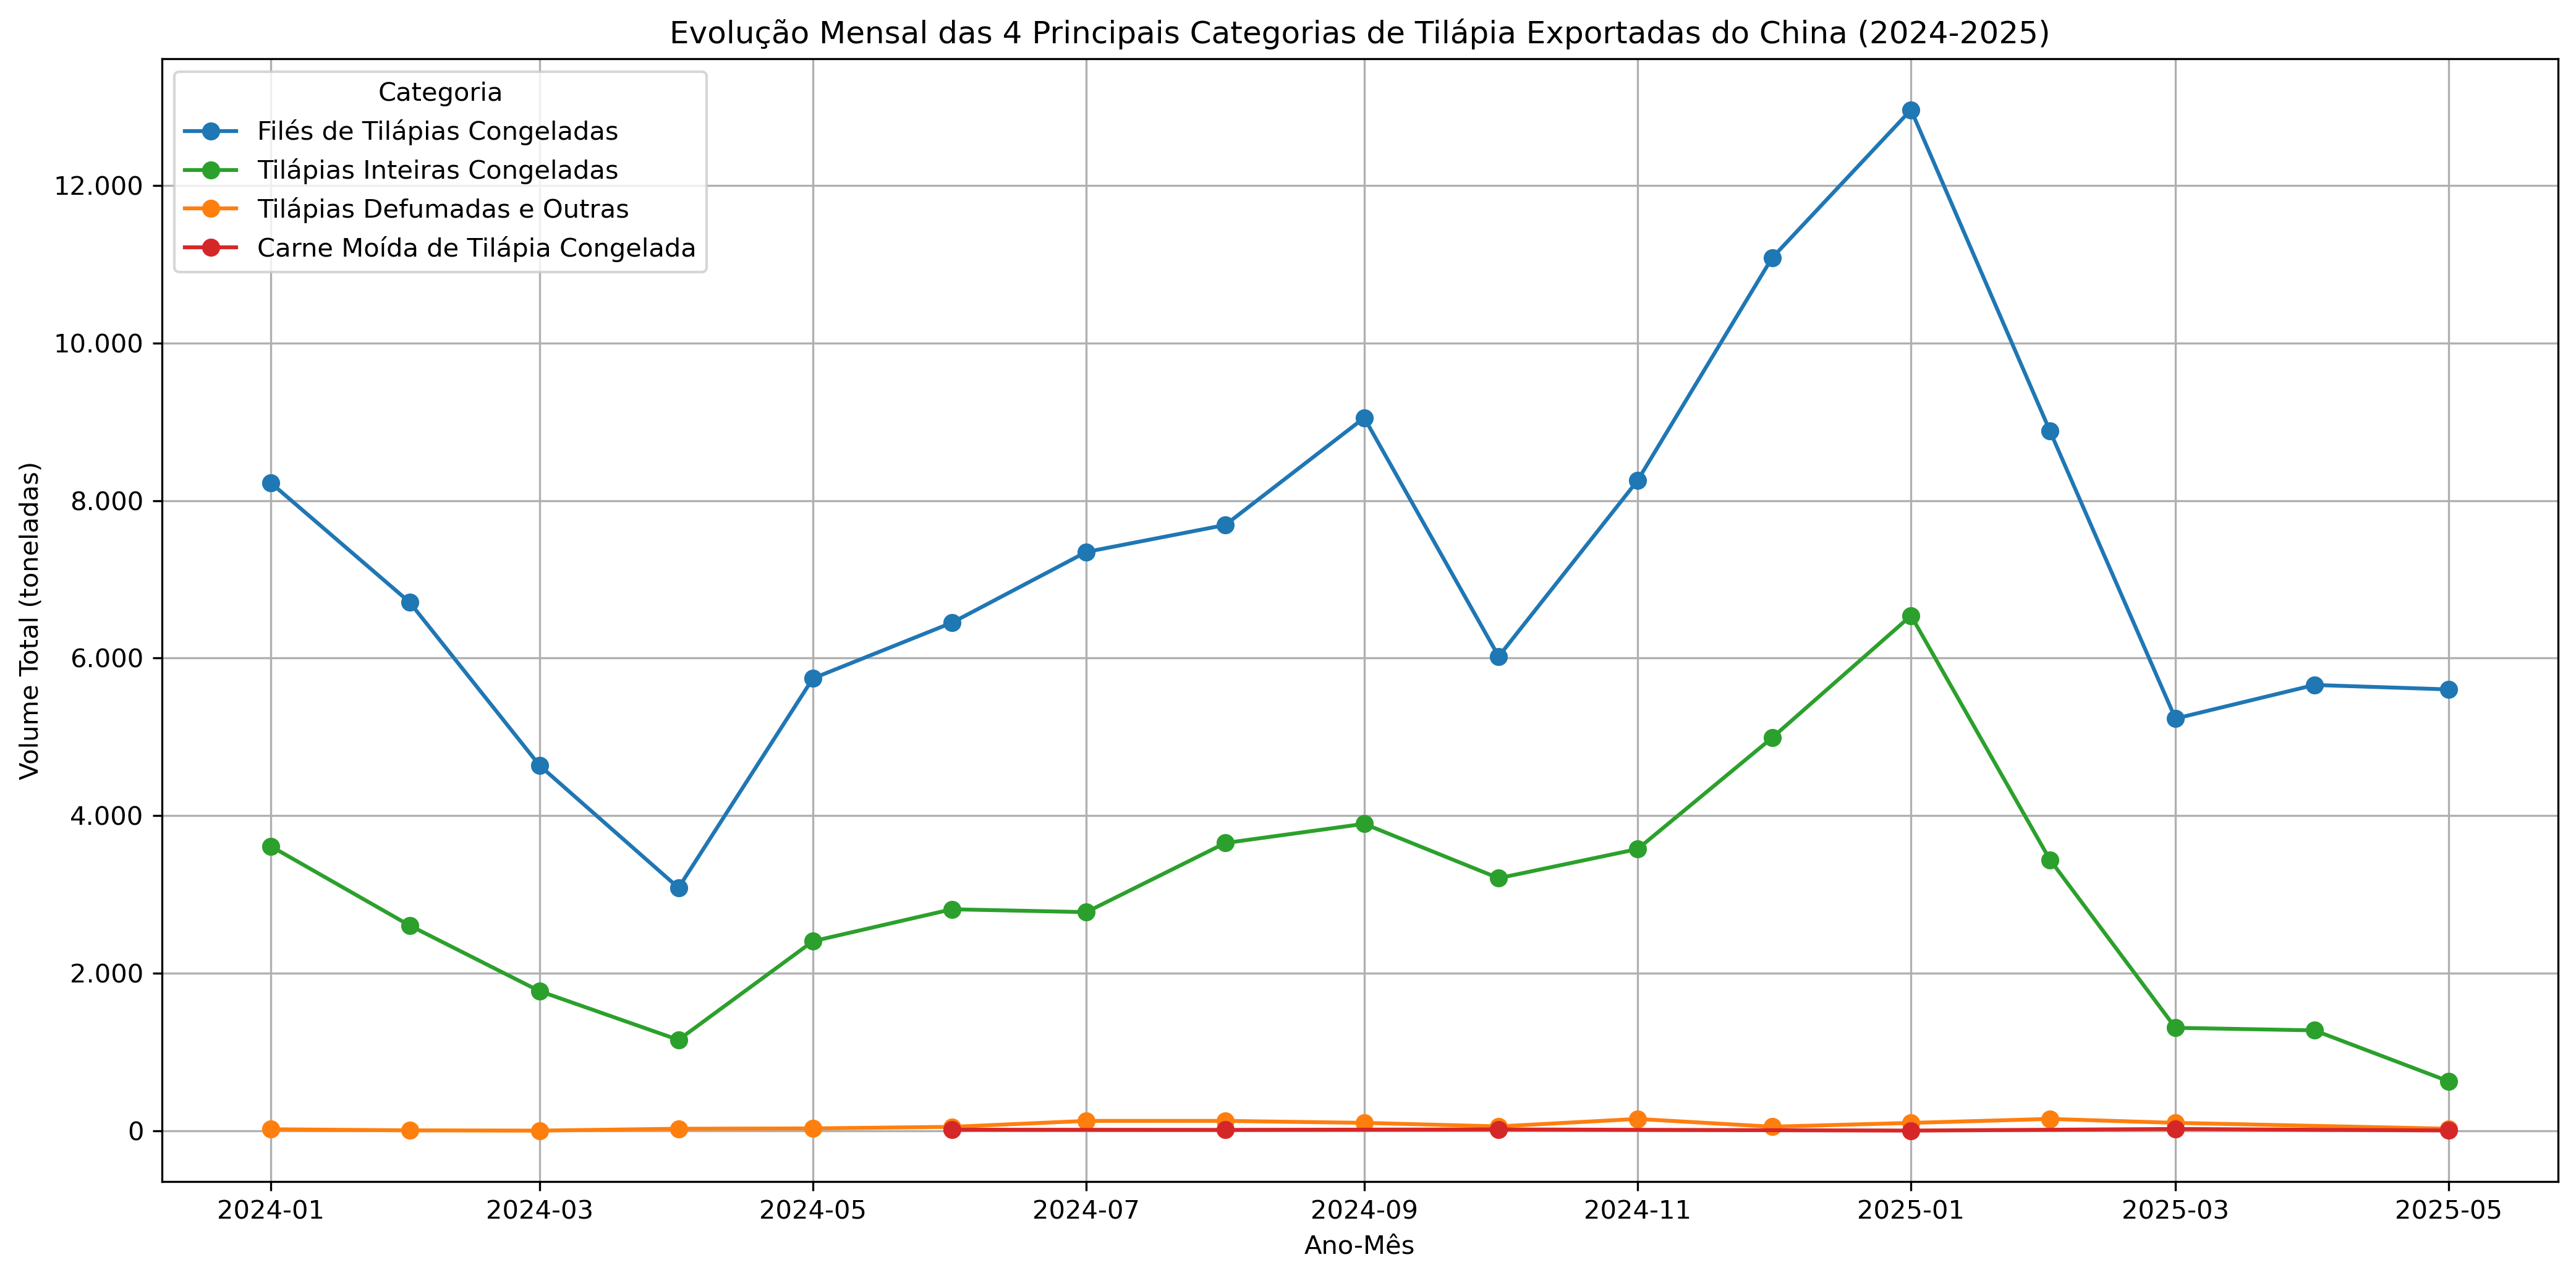 Evolução Mensal das 4 Principais Categorias de Tilápia Exportadas do China (2024-2025)
Categoria
Filés de Tilápias Congeladas
Tilápias Inteiras Congeladas
Tilápias Defumadas e Outras
Carne Moída de Tilápia Congelada
Volume Total (toneladas)
12.000
10.000
8.000
6.000
4.000
2.000
0
2024-01 2024-03 2024-05 2024-07 2024-09 2024-11 2025-01 2025-03 2025-05
Ano-Mês